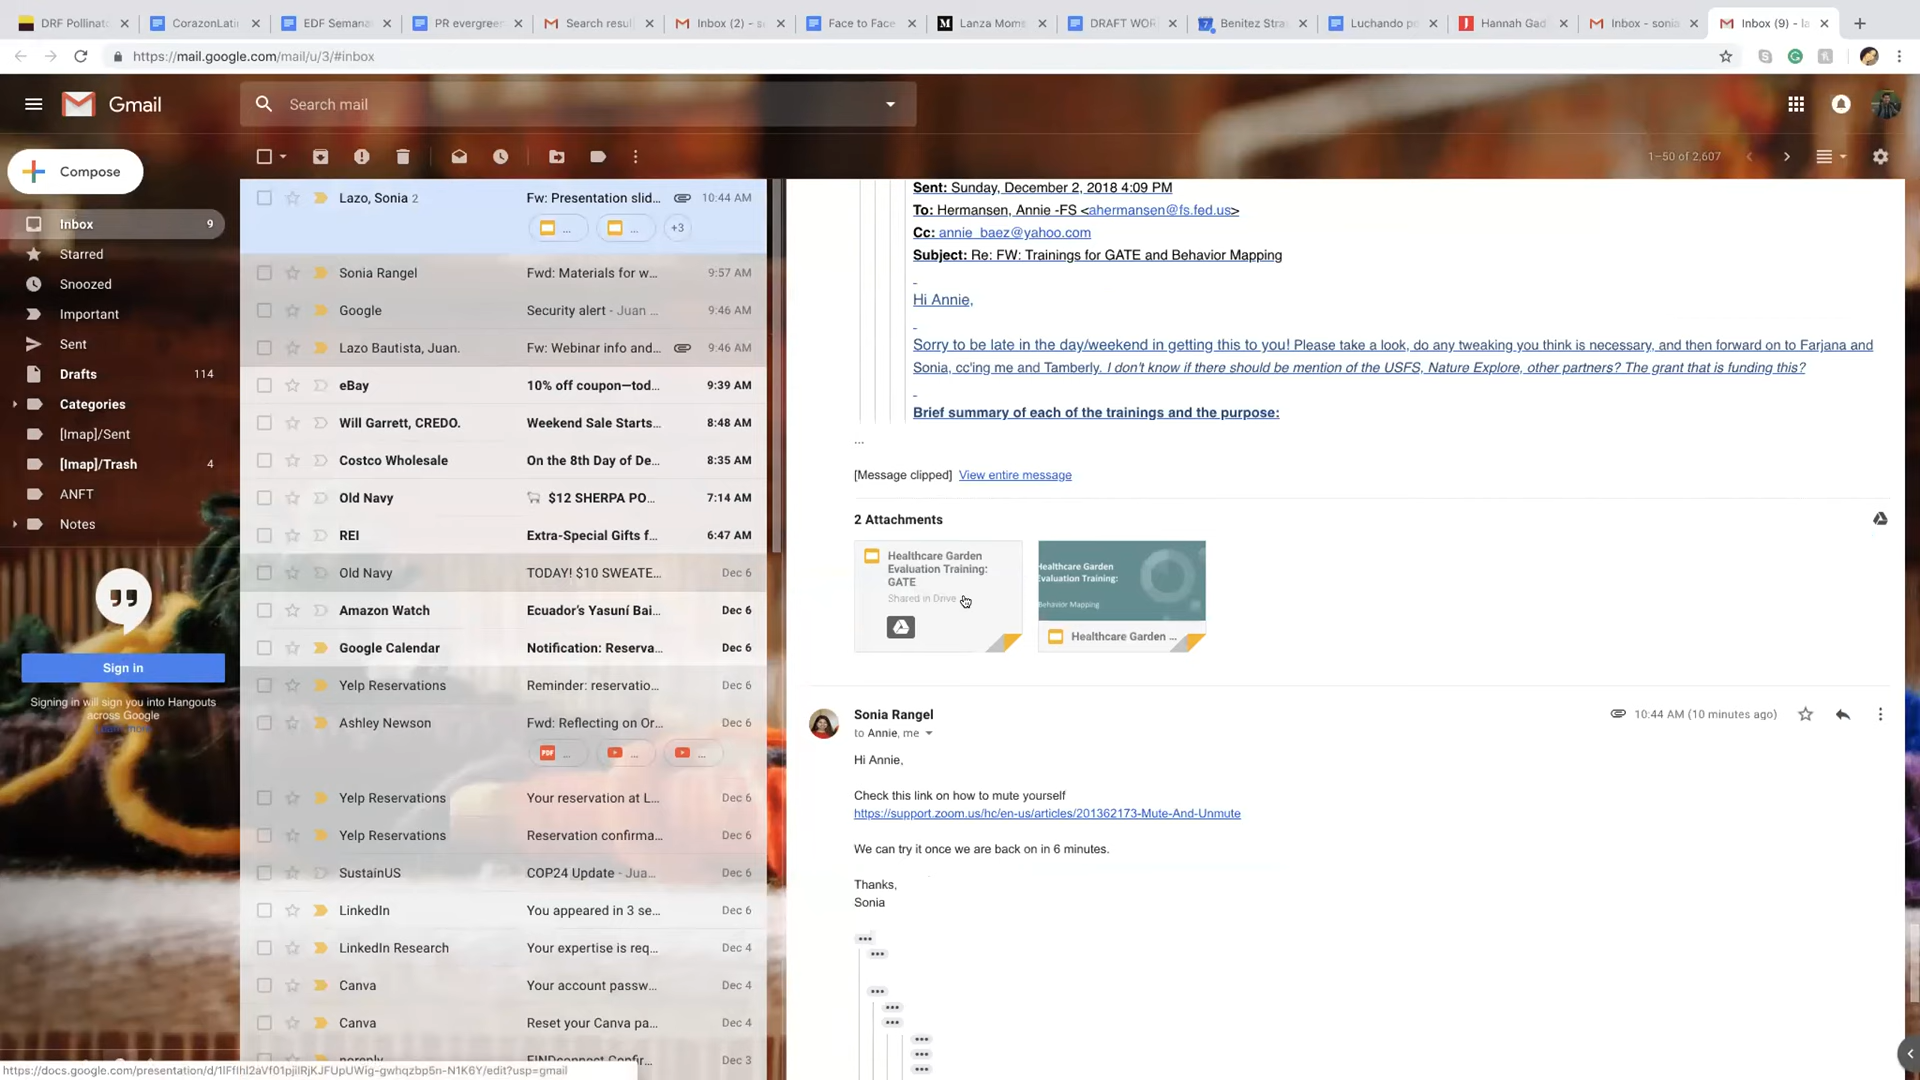 DRF Pollinat
CorazonLati
EDF Semana
PR evergree
Search resul
Inbox (2) - s
Face to Face
Lanza Moms
DRAFT WOR
Benitez Stra
Luchando p
Hannah Gad
Inbox - sonia
Inbox (9) - la
https://mail.google.com/mail/u/3/#inbox
Gmail
Search mail
1–50 of 2,607
Compose
Inbox 9
Starred
Snoozed
Important
Sent
Drafts 114
Categories
[Imap]/Sent
[Imap]/Trash 4
ANFT
Notes
Sign in
Signing in will sign you into Hangouts
across Google
Lazo, Sonia 2 Fw: Presentation slid... 10:44 AM
... ... +3
Sonia Rangel Fwd: Materials for w... 9:57 AM
Google Security alert - Juan ... 9:46 AM
Lazo Bautista, Juan. Fw: Webinar info and... 9:46 AM
eBay 10% off coupon—tod... 9:39 AM
Will Garrett, CREDO. Weekend Sale Starts... 8:48 AM
Costco Wholesale On the 8th Day of De... 8:35 AM
Old Navy $12 SHERPA PO... 7:14 AM
REI Extra-Special Gifts f... 6:47 AM
Old Navy TODAY! $10 SWEATE... Dec 6
Amazon Watch Ecuador's Yasuní Bai... Dec 6
Google Calendar Notification: Reserva... Dec 6
Yelp Reservations Reminder: reservatio... Dec 6
Ashley Newson Fwd: Reflecting on Or... Dec 6
PDF ... ... ...
Yelp Reservations Your reservation at L... Dec 6
Yelp Reservations Reservation confirma... Dec 6
SustainUS COP24 Update - Jua... Dec 6
LinkedIn You appeared in 3 se... Dec 6
LinkedIn Research Your expertise is req... Dec 4
Canva Your account passw... Dec 4
Canva Reset your Canva pa... Dec 4
noreply FINDconnect Confir... Dec 3
Sent: Sunday, December 2, 2018 4:09 PM
To: Hermansen, Annie -FS <ahermansen@fs.fed.us>
Cc: annie_baez@yahoo.com
Subject: Re: FW: Trainings for GATE and Behavior Mapping
Hi Annie,
Sorry to be late in the day/weekend in getting this to you! Please take a look, do any tweaking you think is necessary, and then forward on to Farjana and
Sonia, cc'ing me and Tamberly. I don't know if there should be mention of the USFS, Nature Explore, other partners? The grant that is funding this?
Brief summary of each of the trainings and the purpose:
...
[Message clipped] View entire message
2 Attachments
Healthcare Garden
Evaluation Training:
GATE
Shared in Drive
Healthcare Garden
Evaluation Training:
Behavior Mapping
Healthcare Garden ...
Sonia Rangel
10:44 AM (10 minutes ago)
to Annie, me
Hi Annie,
Check this link on how to mute yourself
https://support.zoom.us/hc/en-us/articles/201362173-Mute-And-Unmute
We can try it once we are back on in 6 minutes.
Thanks,
Sonia